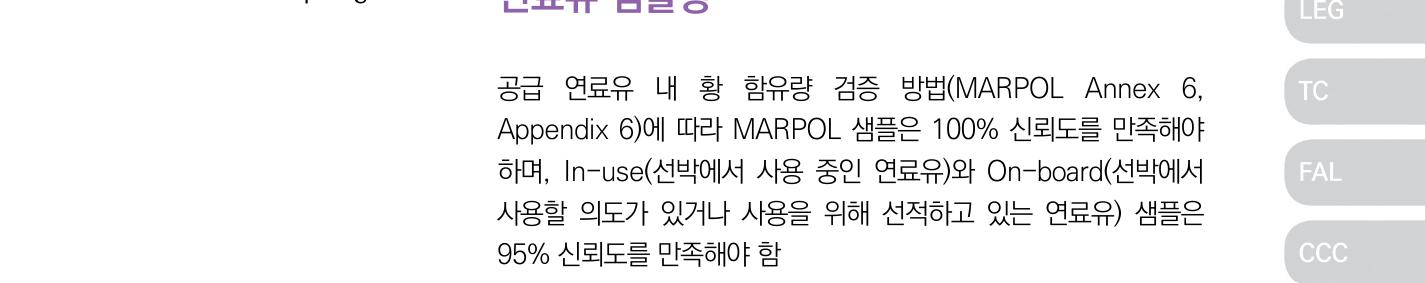 LEG
공급 연료유 내 황 함유량 검증 방법(MARPOL Annex 6,
Appendix 6)에 따라 MARPOL 샘플은 100% 신뢰도를 만족해야
하며, In-use(선박에서 사용 중인 연료유)와 On-board(선박에서
사용할 의도가 있거나 사용을 위해 선적하고 있는 연료유) 샘플은
95% 신뢰도를 만족해야 함
TC
FAL
CCC